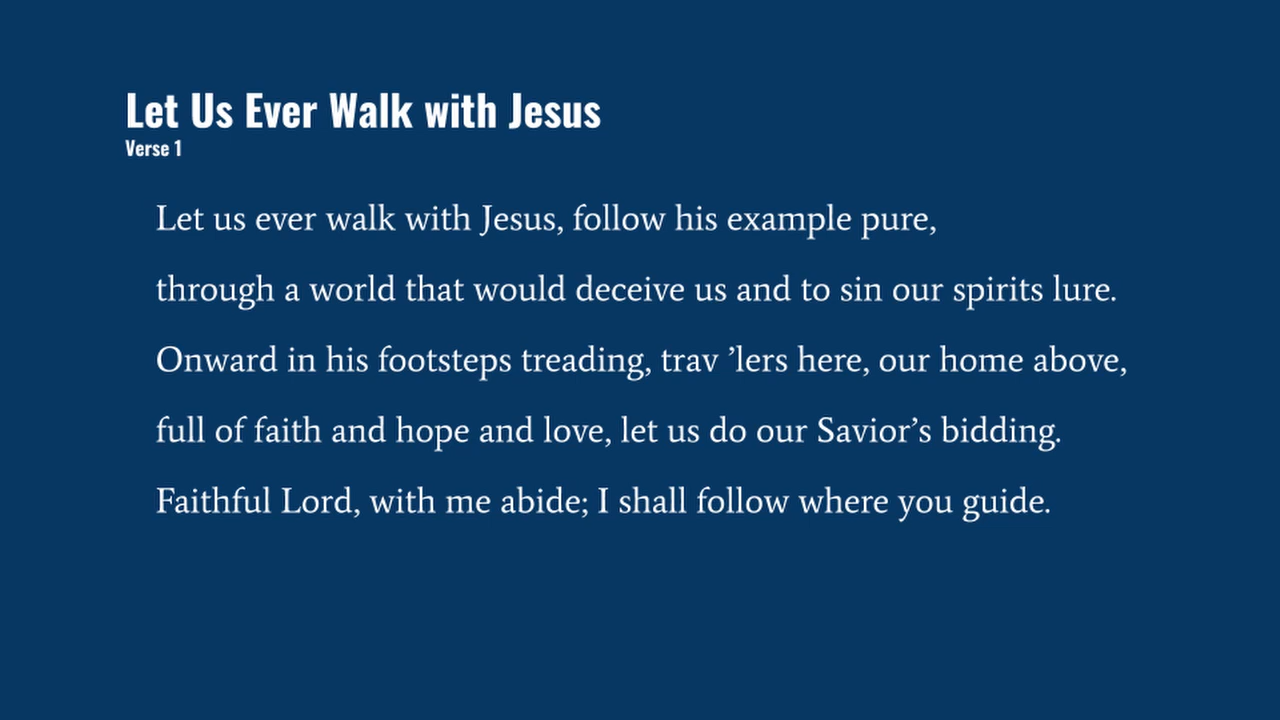 Let Us Ever Walk with Jesus
Verse 1
Let us ever walk with Jesus, follow his example pure,
through a world that would deceive us and to sin our spirits lure.
Onward in his footsteps treading, trav ’lers here, our home above,
full of faith and hope and love, let us do our Savior’s bidding.
Faithful Lord, with me abide; I shall follow where you guide.